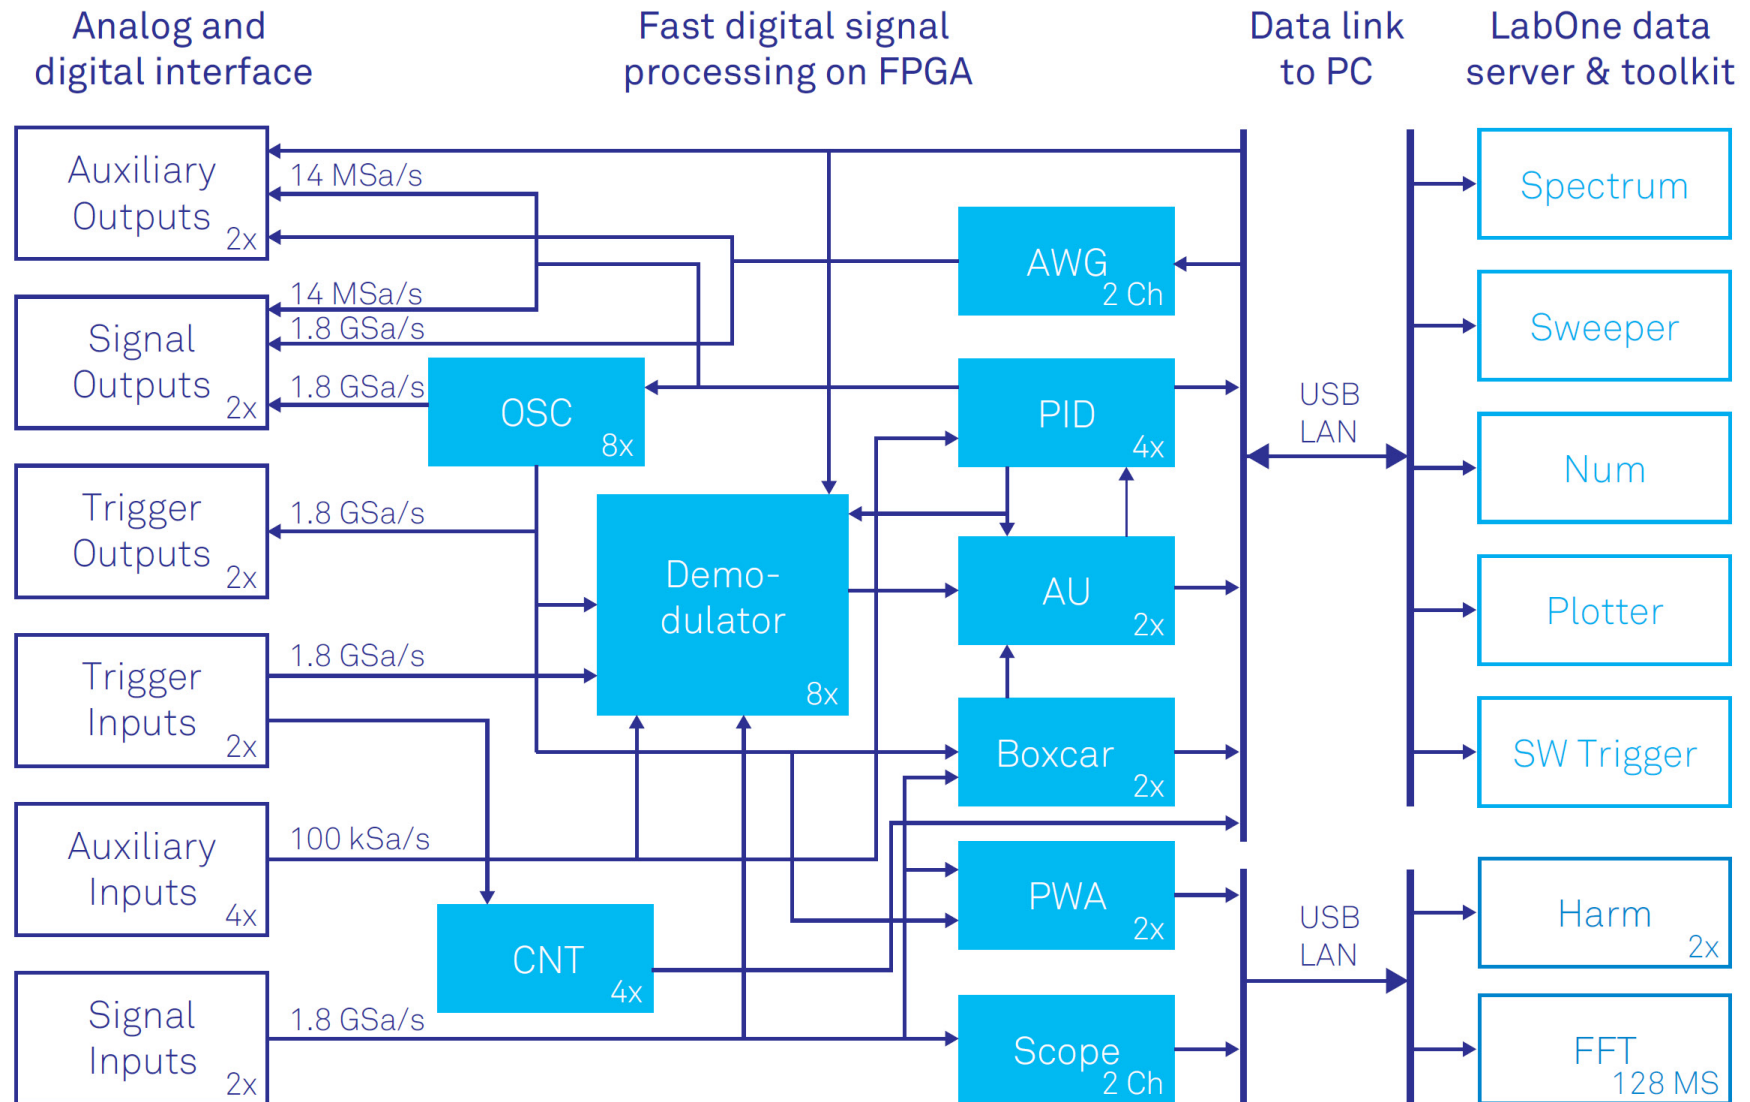 Analog and
digital interface
Fast digital signal
processing on FPGA
Data link
to PC
LabOne data
server & toolkit
Auxiliary
Outputs
2x
14 MSa/s
Signal
Outputs
2x
14 MSa/s
1.8 GSa/s
1.8 GSa/s
Trigger
Outputs
2x
1.8 GSa/s
Trigger
Inputs
2x
1.8 GSa/s
Auxiliary
Inputs
4x
100 kSa/s
Signal
Inputs
2x
1.8 GSa/s
OSC
8x
Demo-
dulator
8x
CNT
4x
AWG
2 Ch
PID
4x
AU
2x
Boxcar
2x
PWA
2x
Scope
2 Ch
USB
LAN
USB
LAN
Spectrum
Sweeper
Num
Plotter
SW Trigger
Harm
2x
FFT
128 MS